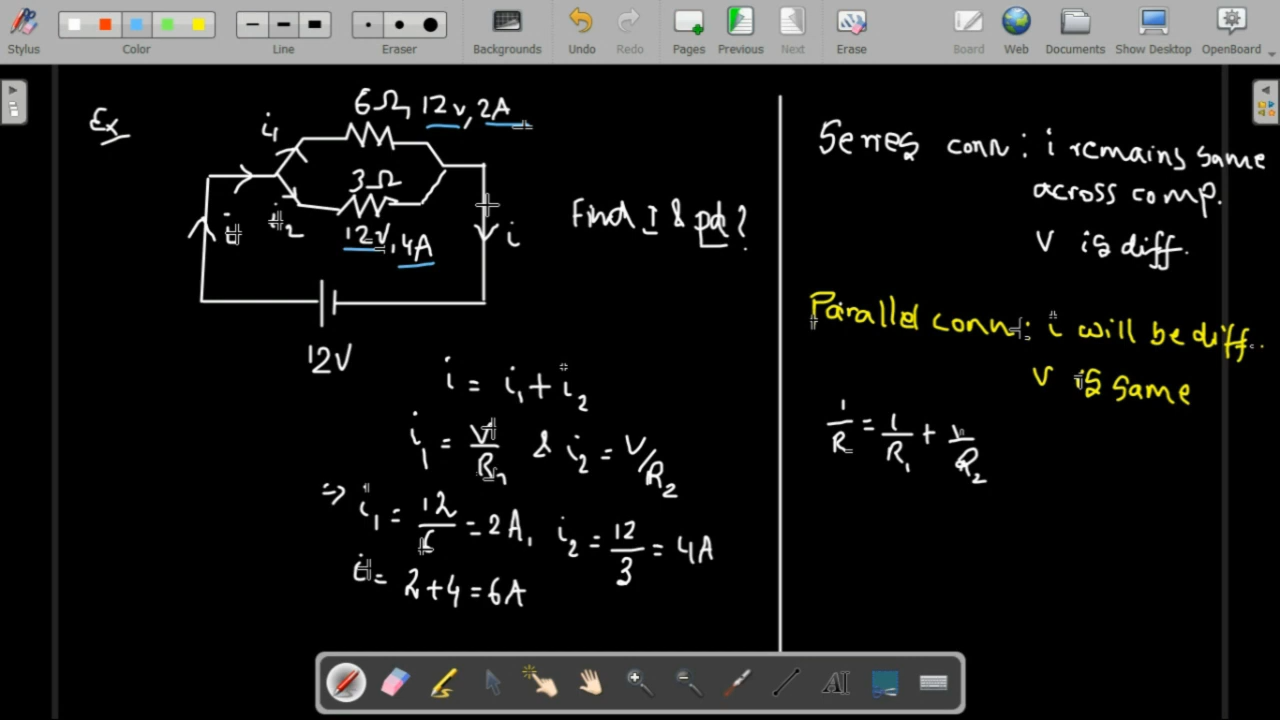 Stylus
Color
Line
Eraser
Backgrounds
Undo
Redo
Pages
Previous
Next
Erase
Board
Web
Documents
Show Desktop
OpenBoard
Ex
6Ω, 12v, 2A
i₁
3Ω
i
i₂
12V, 4A
i
12V
Find I & pd?
i = i₁ + i₂
i₁ = V/R₁ & i₂ = V/R₂
=> i₁ = 12/6 = 2A, i₂ = 12/3 = 4A
i = 2+4 = 6A
Series conn: i remains same
across comp.
V is diff.
Parallel conn: i will be diff.
V is same
1/R = 1/R₁ + 1/R₂
AI